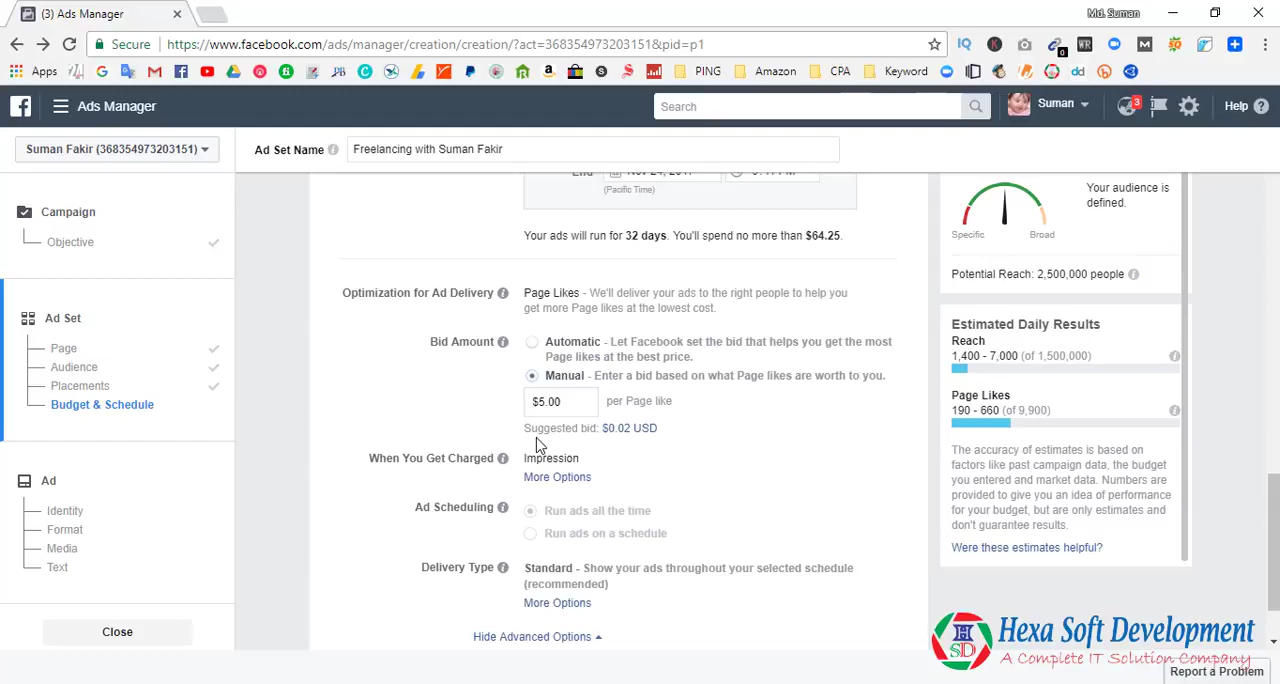 (3) Ads Manager
Md. Suman
Secure
https://www.facebook.com/ads/manager/creation/creation/?act=368354973203151&pid=p1
Apps
PING
Amazon
CPA
Keyword
Ads Manager
Search
Suman
3
Help
Suman Fakir (368354973203151)
Ad Set Name
Freelancing with Suman Fakir
Campaign
Objective
Ad Set
Page
Audience
Placements
Budget & Schedule
Ad
Identity
Format
Media
Text
Close
End
(Pacific Time)
Your ads will run for 32 days. You'll spend no more than $64.25.
Optimization for Ad Delivery
Page Likes - We'll deliver your ads to the right people to help you
get more Page likes at the lowest cost.
Bid Amount
Automatic - Let Facebook set the bid that helps you get the most
Page likes at the best price.
Manual - Enter a bid based on what Page likes are worth to you.
$5.00
per Page like
Suggested bid: $0.02 USD
When You Get Charged
Impression
More Options
Ad Scheduling
Run ads all the time
Run ads on a schedule
Delivery Type
Standard - Show your ads throughout your selected schedule
(recommended)
More Options
Hide Advanced Options
Your audience is
defined.
Specific
Broad
Potential Reach: 2,500,000 people
Estimated Daily Results
Reach
1,400 - 7,000 (of 1,500,000)
Page Likes
190 - 660 (of 9,900)
The accuracy of estimates is based on
factors like past campaign data, the budget
you entered and market data. Numbers are
provided to give you an idea of performance
for your budget, but are only estimates and
don't guarantee results.
Were these estimates helpful?
HSD
Hexa Soft Development
A Complete IT Solution Company
Report a Problem